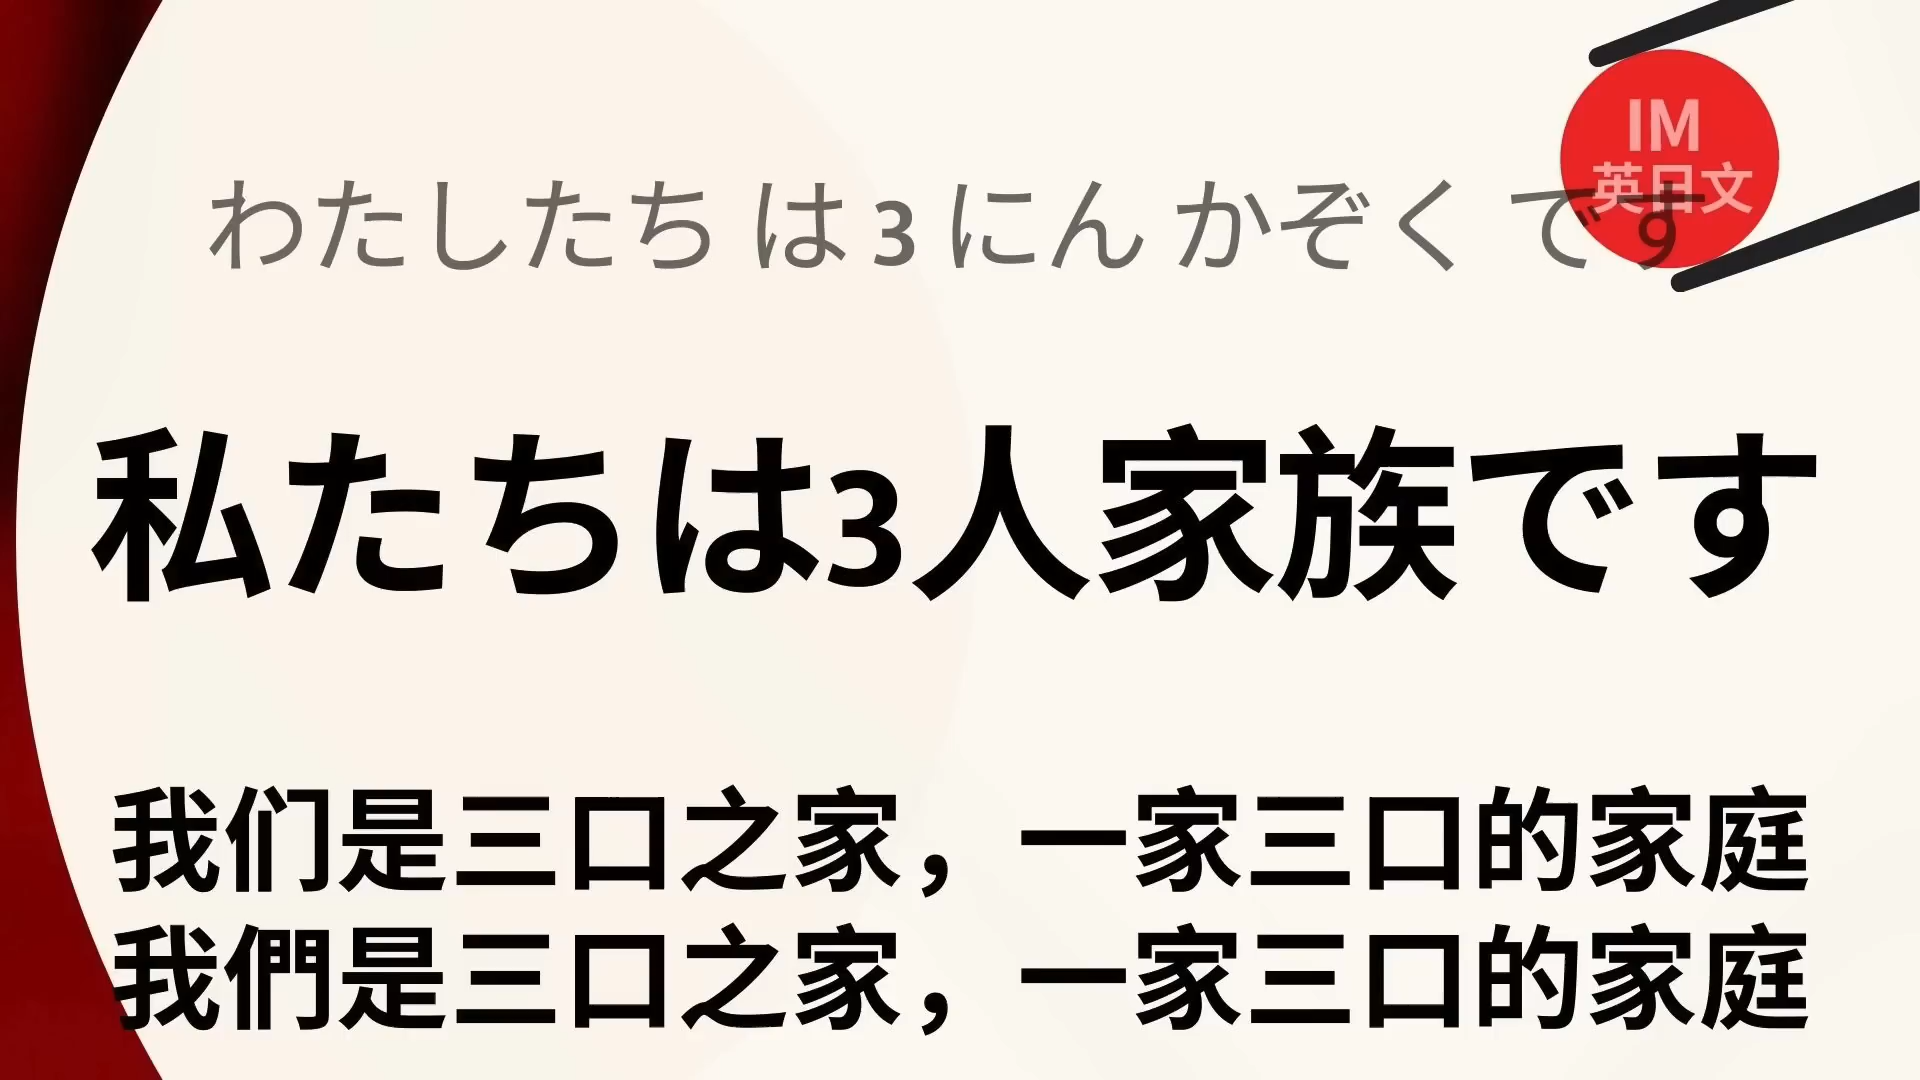 IM
英日文
わたしたち は 3 にん かぞく です
私たちは3人家族です
我们是三口之家，一家三口的家庭
我們是三口之家，一家三口的家庭